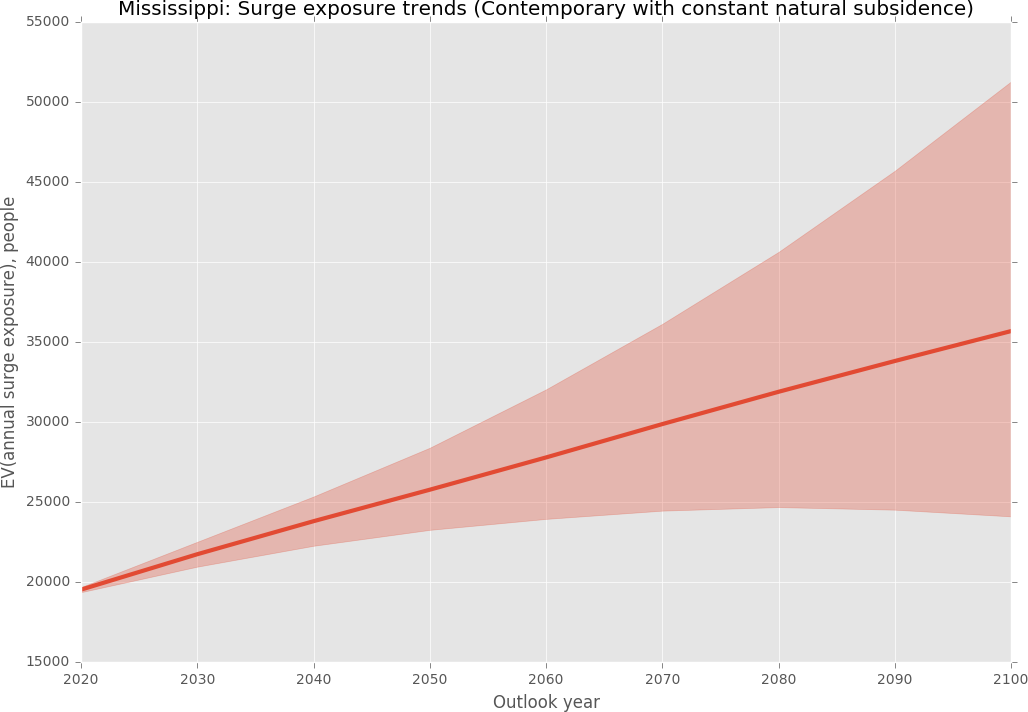 Mississippi: Surge exposure trends (Contemporary with constant natural subsidence)
EV(annual surge exposure), people
55000
50000
45000
40000
35000
30000
25000
20000
15000
2020 2030 2040 2050 2060 2070 2080 2090 2100
Outlook year